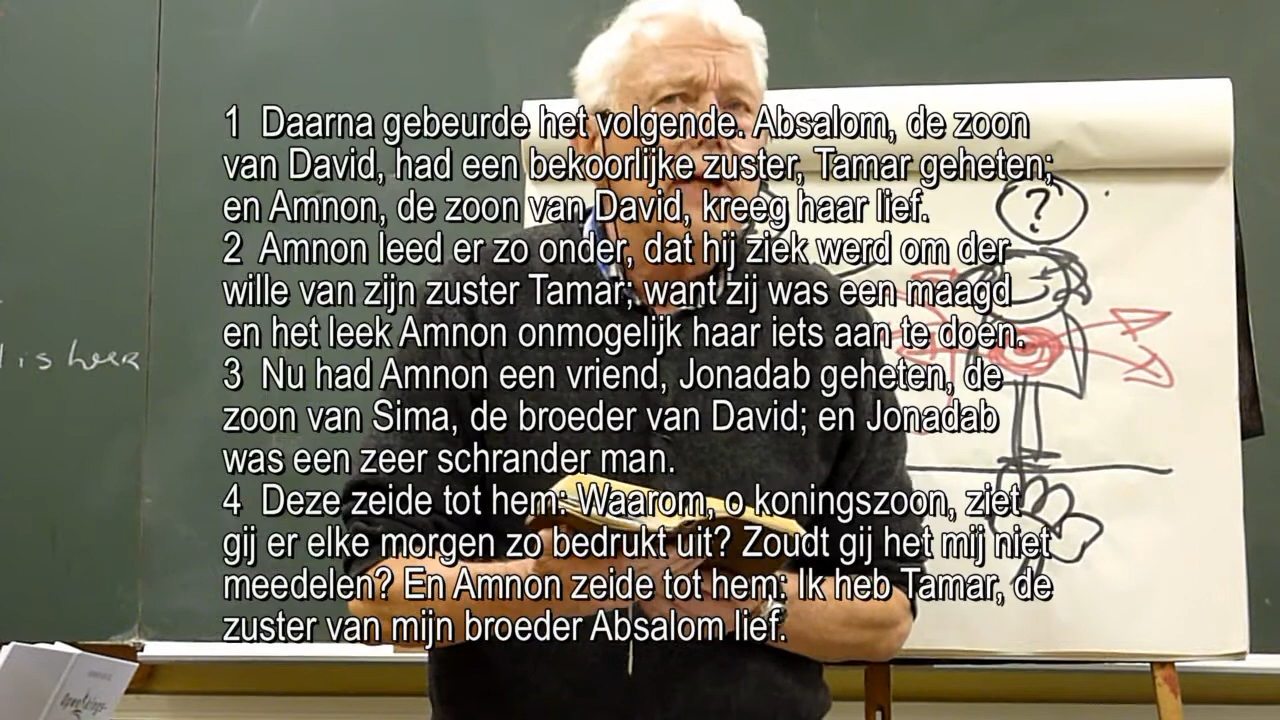 1 Daarna gebeurde het volgende. Absalom, de zoon
van David, had een bekoorlijke zuster, Tamar geheten;
en Amnon, de zoon van David, kreeg haar lief.
2 Amnon leed er zo onder, dat hij ziek werd om der
wille van zijn zuster Tamar; want zij was een maagd
en het leek Amnon onmogelijk haar iets aan te doen.
3 Nu had Amnon een vriend, Jonadab geheten, de
zoon van Sima, de broeder van David; en Jonadab
was een zeer schrander man.
4 Deze zeide tot hem: Waarom, o koningszoon, ziet
gij er elke morgen zo bedrukt uit? Zoudt gij het mij niet
meedelen? En Amnon zeide tot hem: Ik heb Tamar, de
zuster van mijn broeder Absalom lief.
?
is